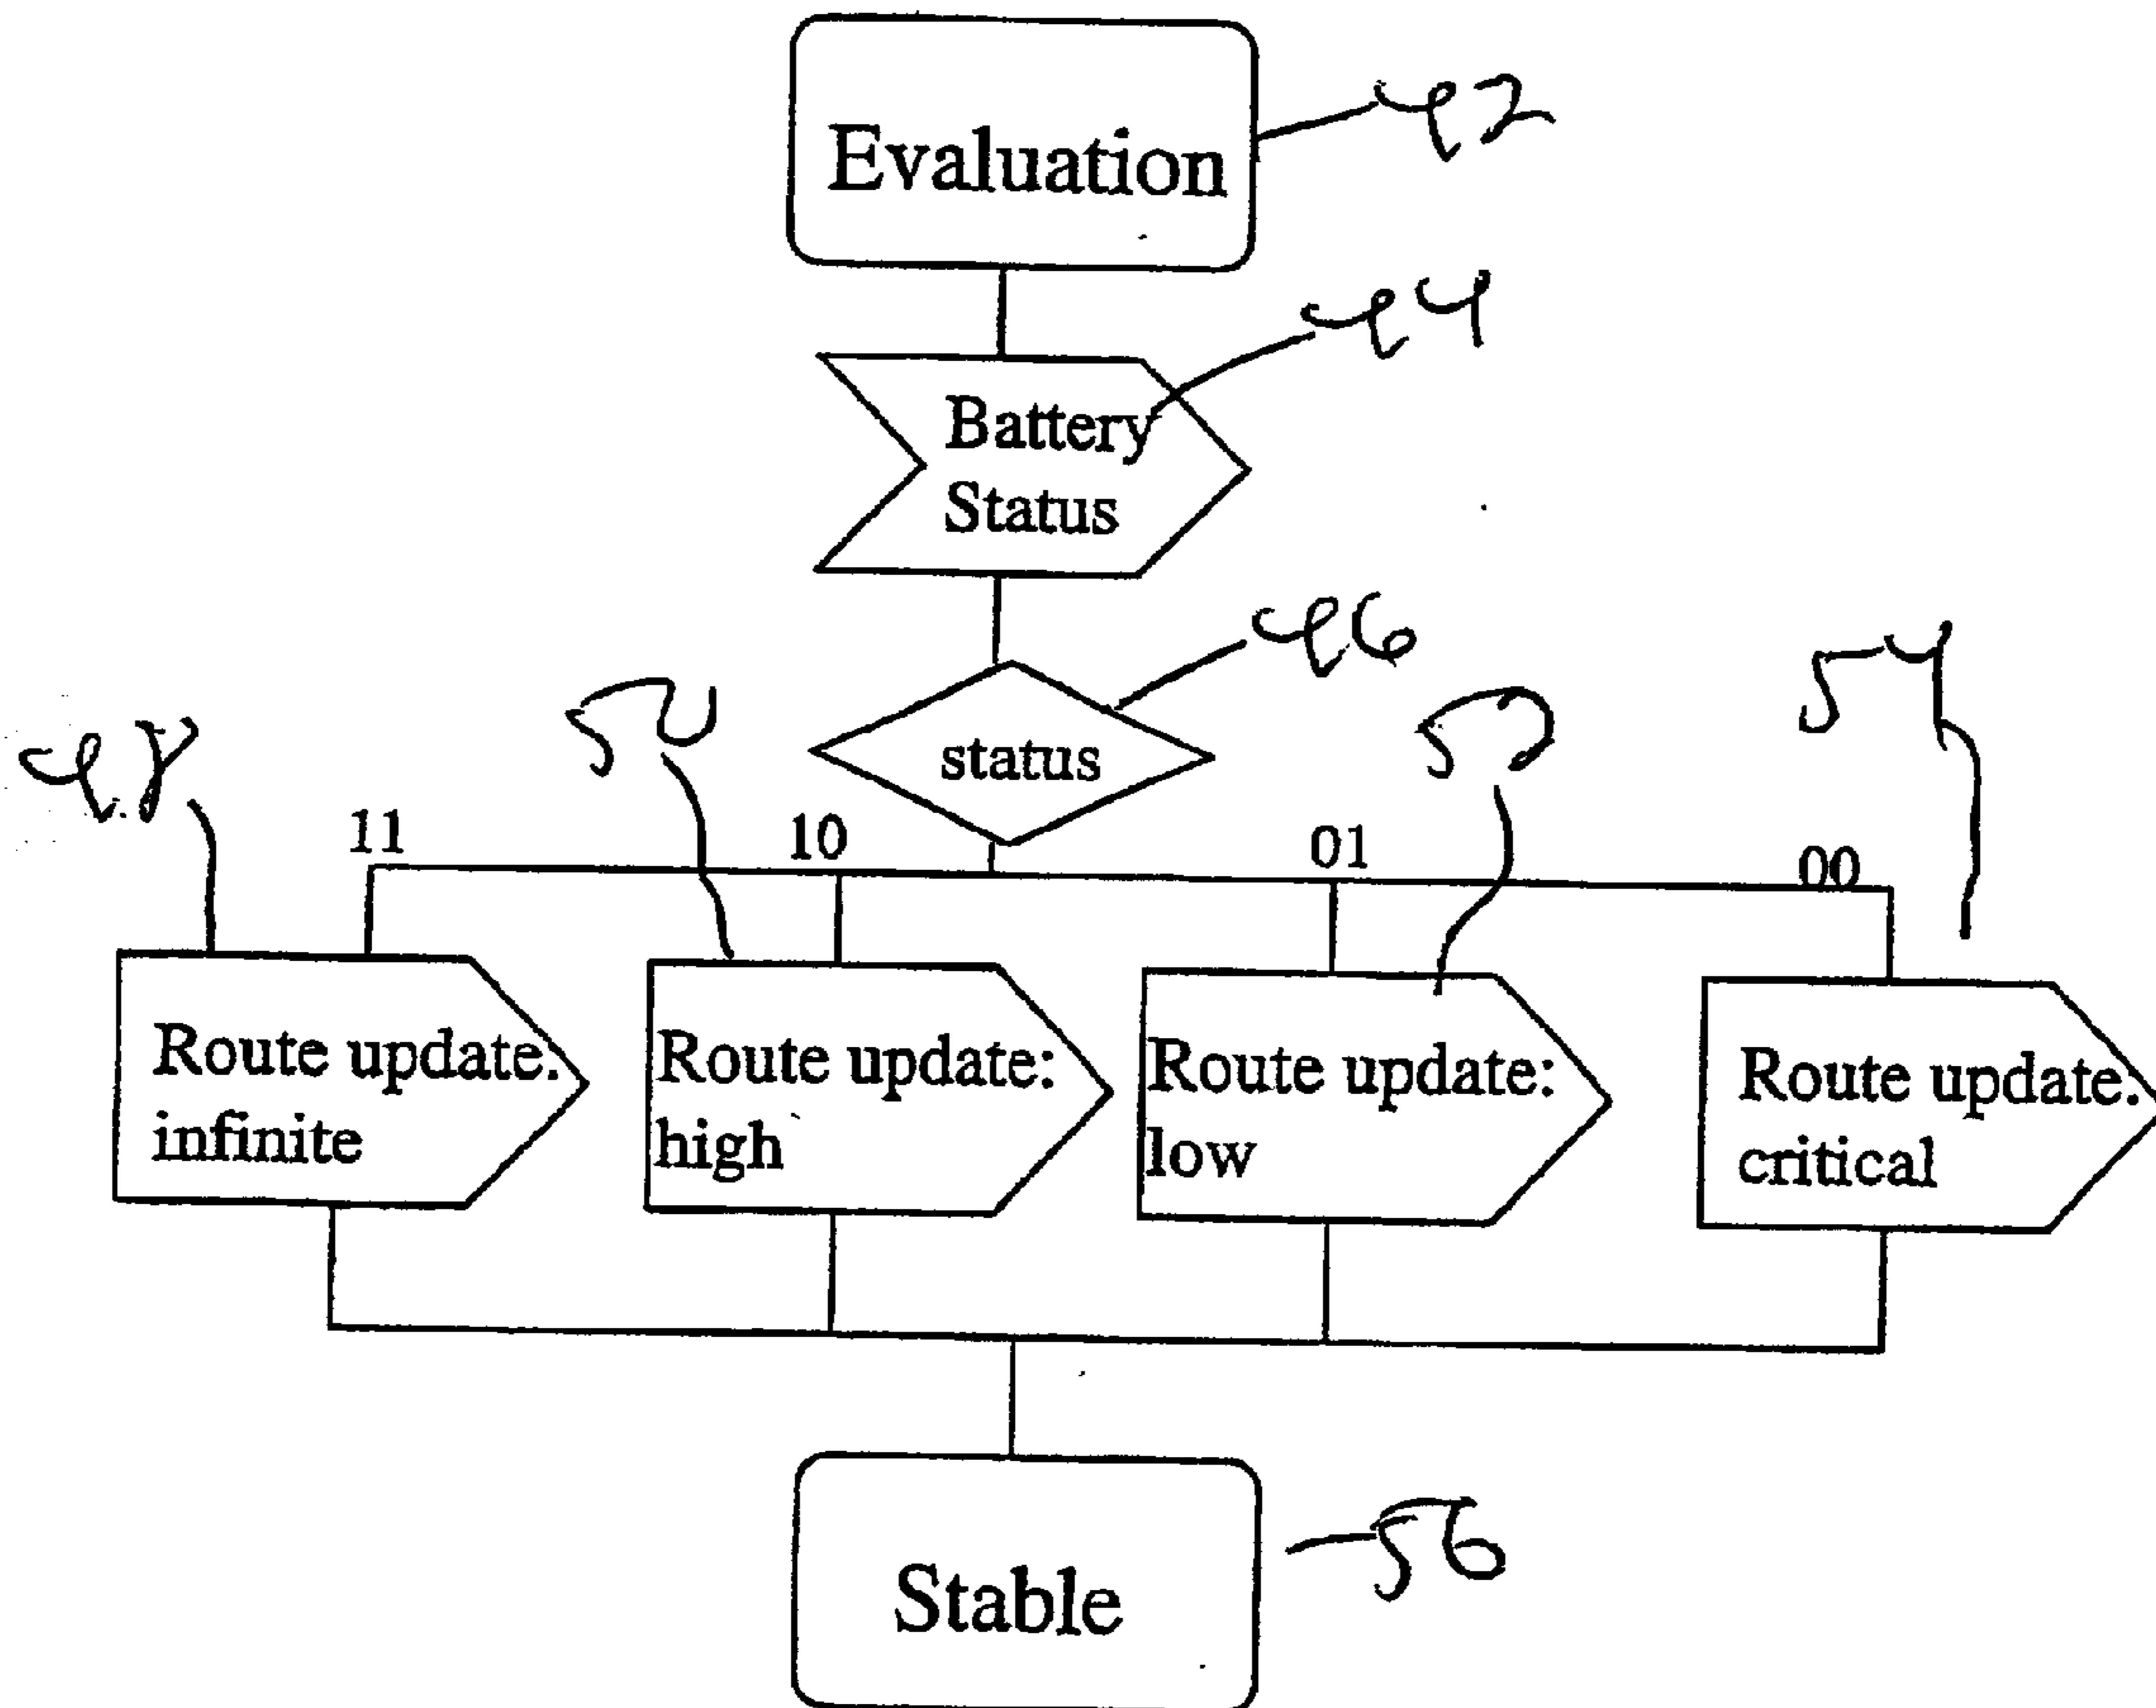 Evaluation
42
Battery
Status
44
status
46
48
50
52
54
11
10
01
00
Route update.
infinite
Route update:
high
Route update:
low
Route update.
critical
Stable
56